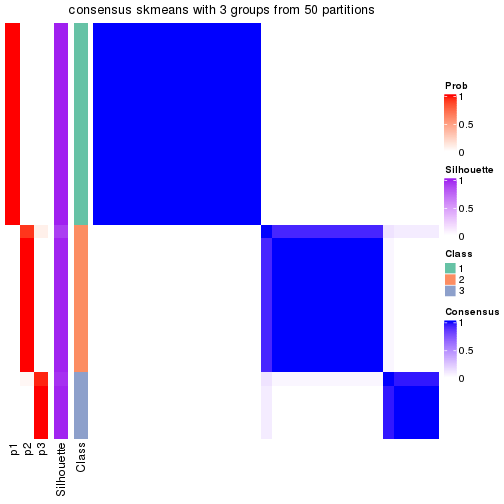 consensus skmeans with 3 groups from 50 partitions
Prob
1
0.5
0
Silhouette
1
0.5
0
Class
1
2
3
Consensus
1
0.5
0
p1
p2
p3
Silhouette
Class